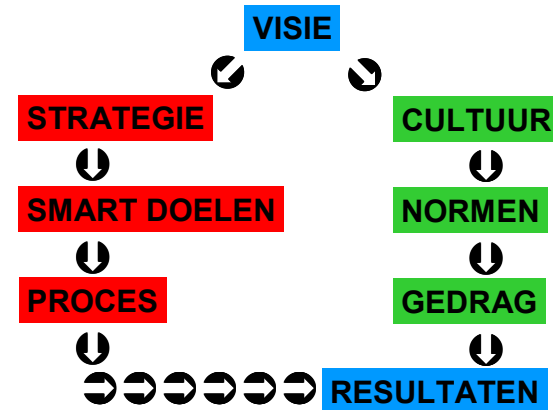 VISIE
STRATEGIE
CULTUUR
SMART DOELEN
NORMEN
PROCES
GEDRAG
RESULTATEN